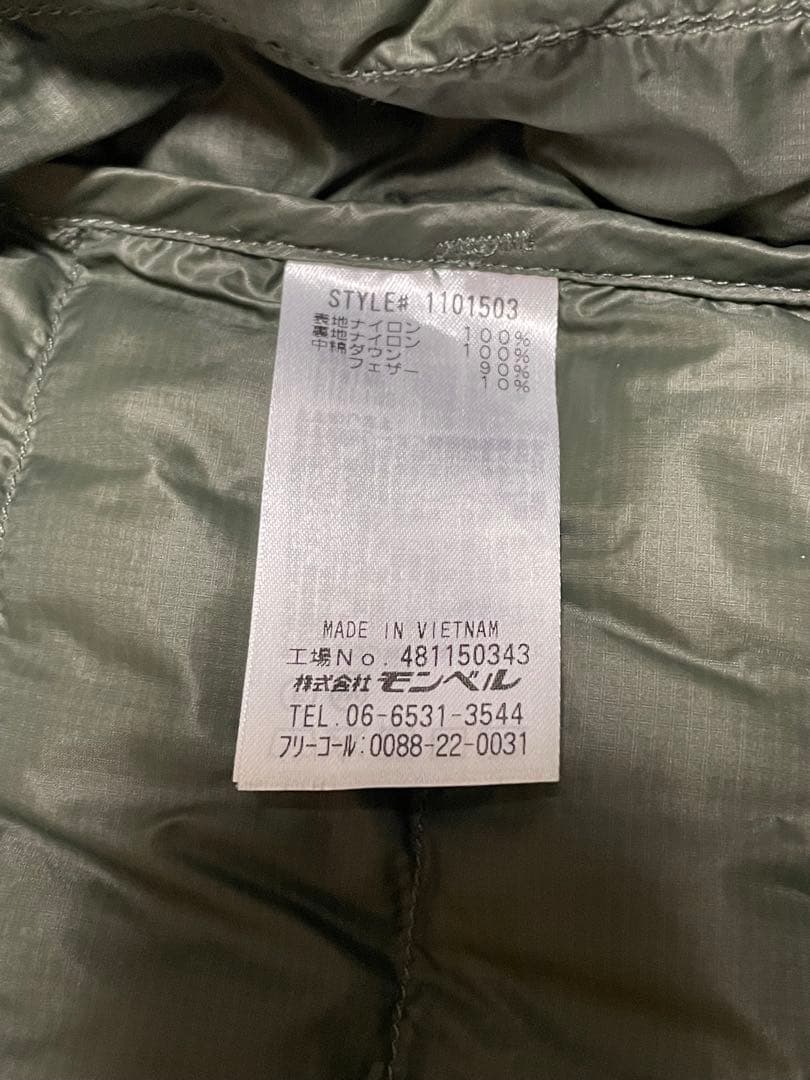 STYLE# 1101503
表地ナイロン 100%
裏地ナイロン 100%
中綿ダウン 90%
フェザー 10%
MADE IN VIETNAM
工場No. 481150343
株式会社モンベル
TEL.06-6531-3544
フリーコール:0088-22-0031